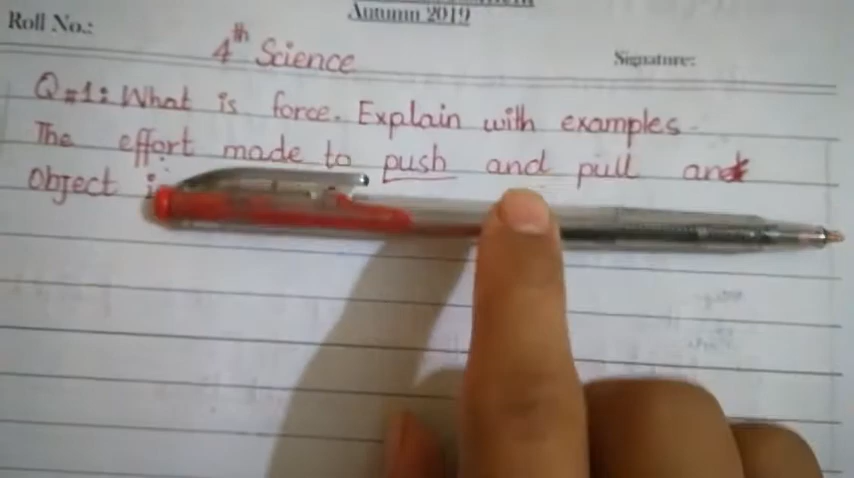 Autumn 2019
Roll No.:
4th Science
Signature:
Q#1: What is force. Explain with examples.
The effort made to push and pull an
Object